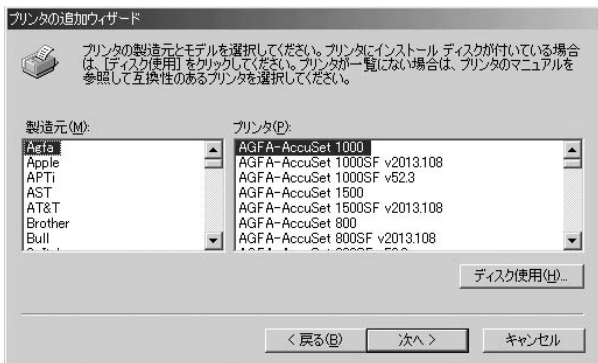 プリンタの追加ウィザード
プリンタの製造元とモデルを選択してください。プリンタにインストール ディスクが付いている場合
は、[ディスク使用] をクリックしてください。プリンタが一覧にない場合は、プリンタのマニュアルを
参照して互換性のあるプリンタを選択してください。
製造元(M):
Agfa
Apple
APTi
AST
AT&T
Brother
Bull
プリンタ(P):
AGFA-AccuSet 1000
AGFA-AccuSet 1000SF v2013.108
AGFA-AccuSet 1000SF v52.3
AGFA-AccuSet 1500
AGFA-AccuSet 1500SF v2013.108
AGFA-AccuSet 800
AGFA-AccuSet 800SF v2013.108
ディスク使用(H)...
< 戻る(B)
次へ >
キャンセル